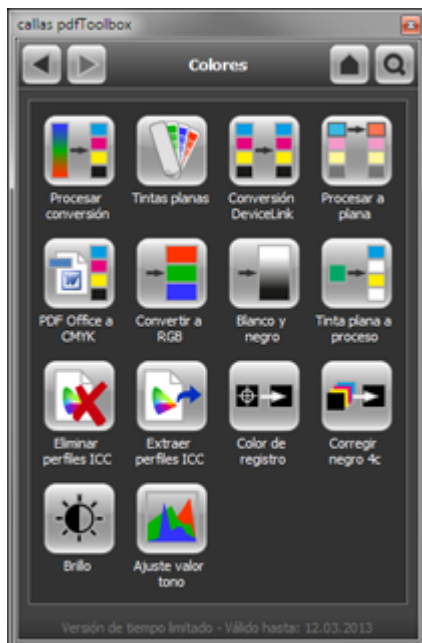 callas pdfToolbox
Colores
Procesar
conversión
Tintas planas
Conversión
DeviceLink
Procesar a
plana
PDF Office a
CMYK
Convertir a
RGB
Blanco y
negro
Tinta plana a
proceso
Eliminar
perfiles ICC
Extraer
perfiles ICC
Color de
registro
Corregir
negro 4c
Brillo
Ajuste valor
tono
Versión de tiempo limitado - Válido hasta: 12.03.2013